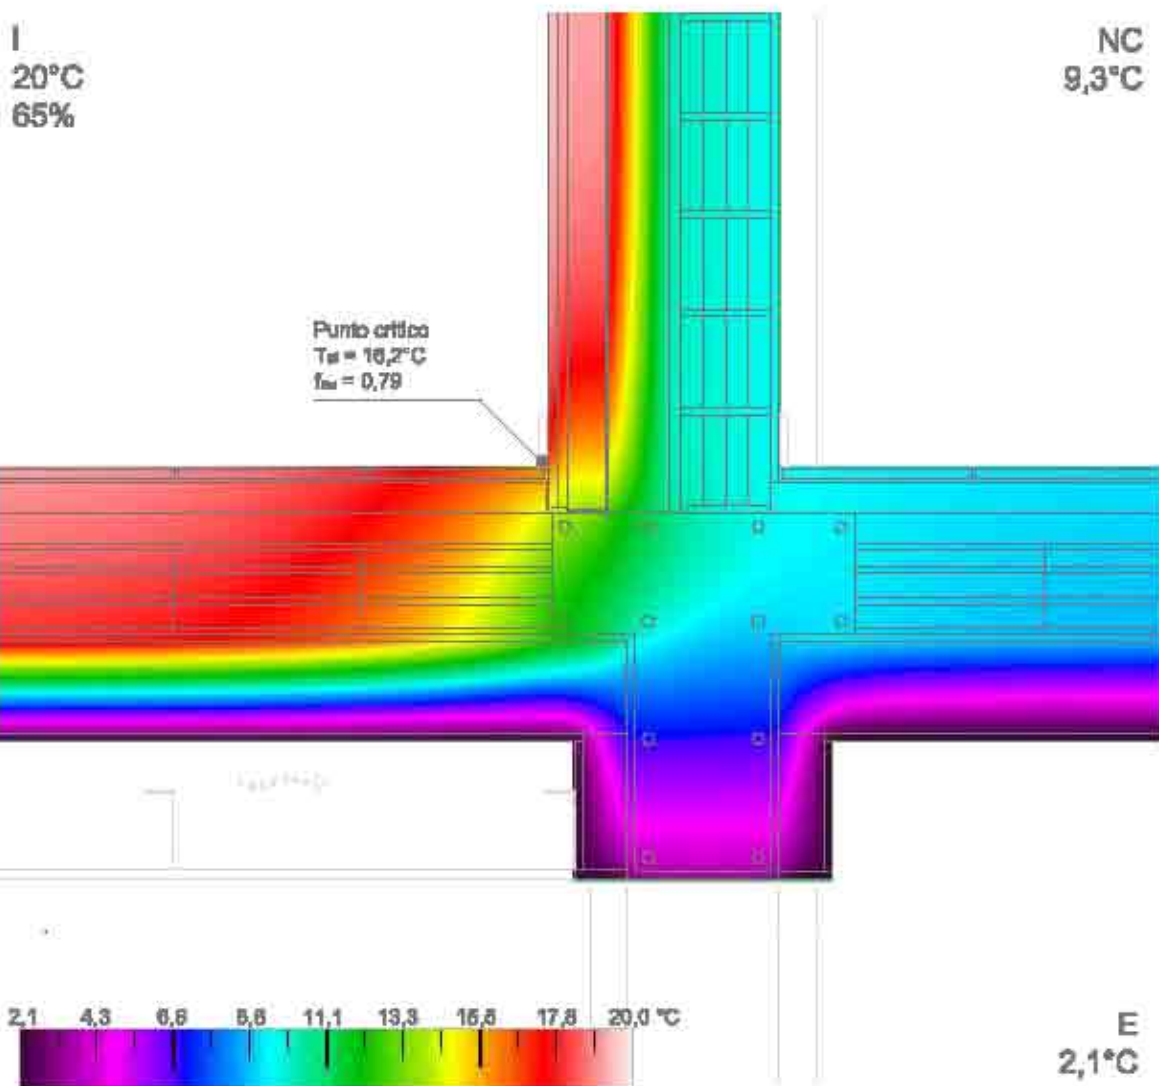 I
20°C
65%
NC
9,3°C
Punto critico
Tsi = 16,2°C
fRsi = 0,79
2,1 4,3 6,6 8,8 11,1 13,3 15,5 17,8 20,0 °C
E
2,1°C